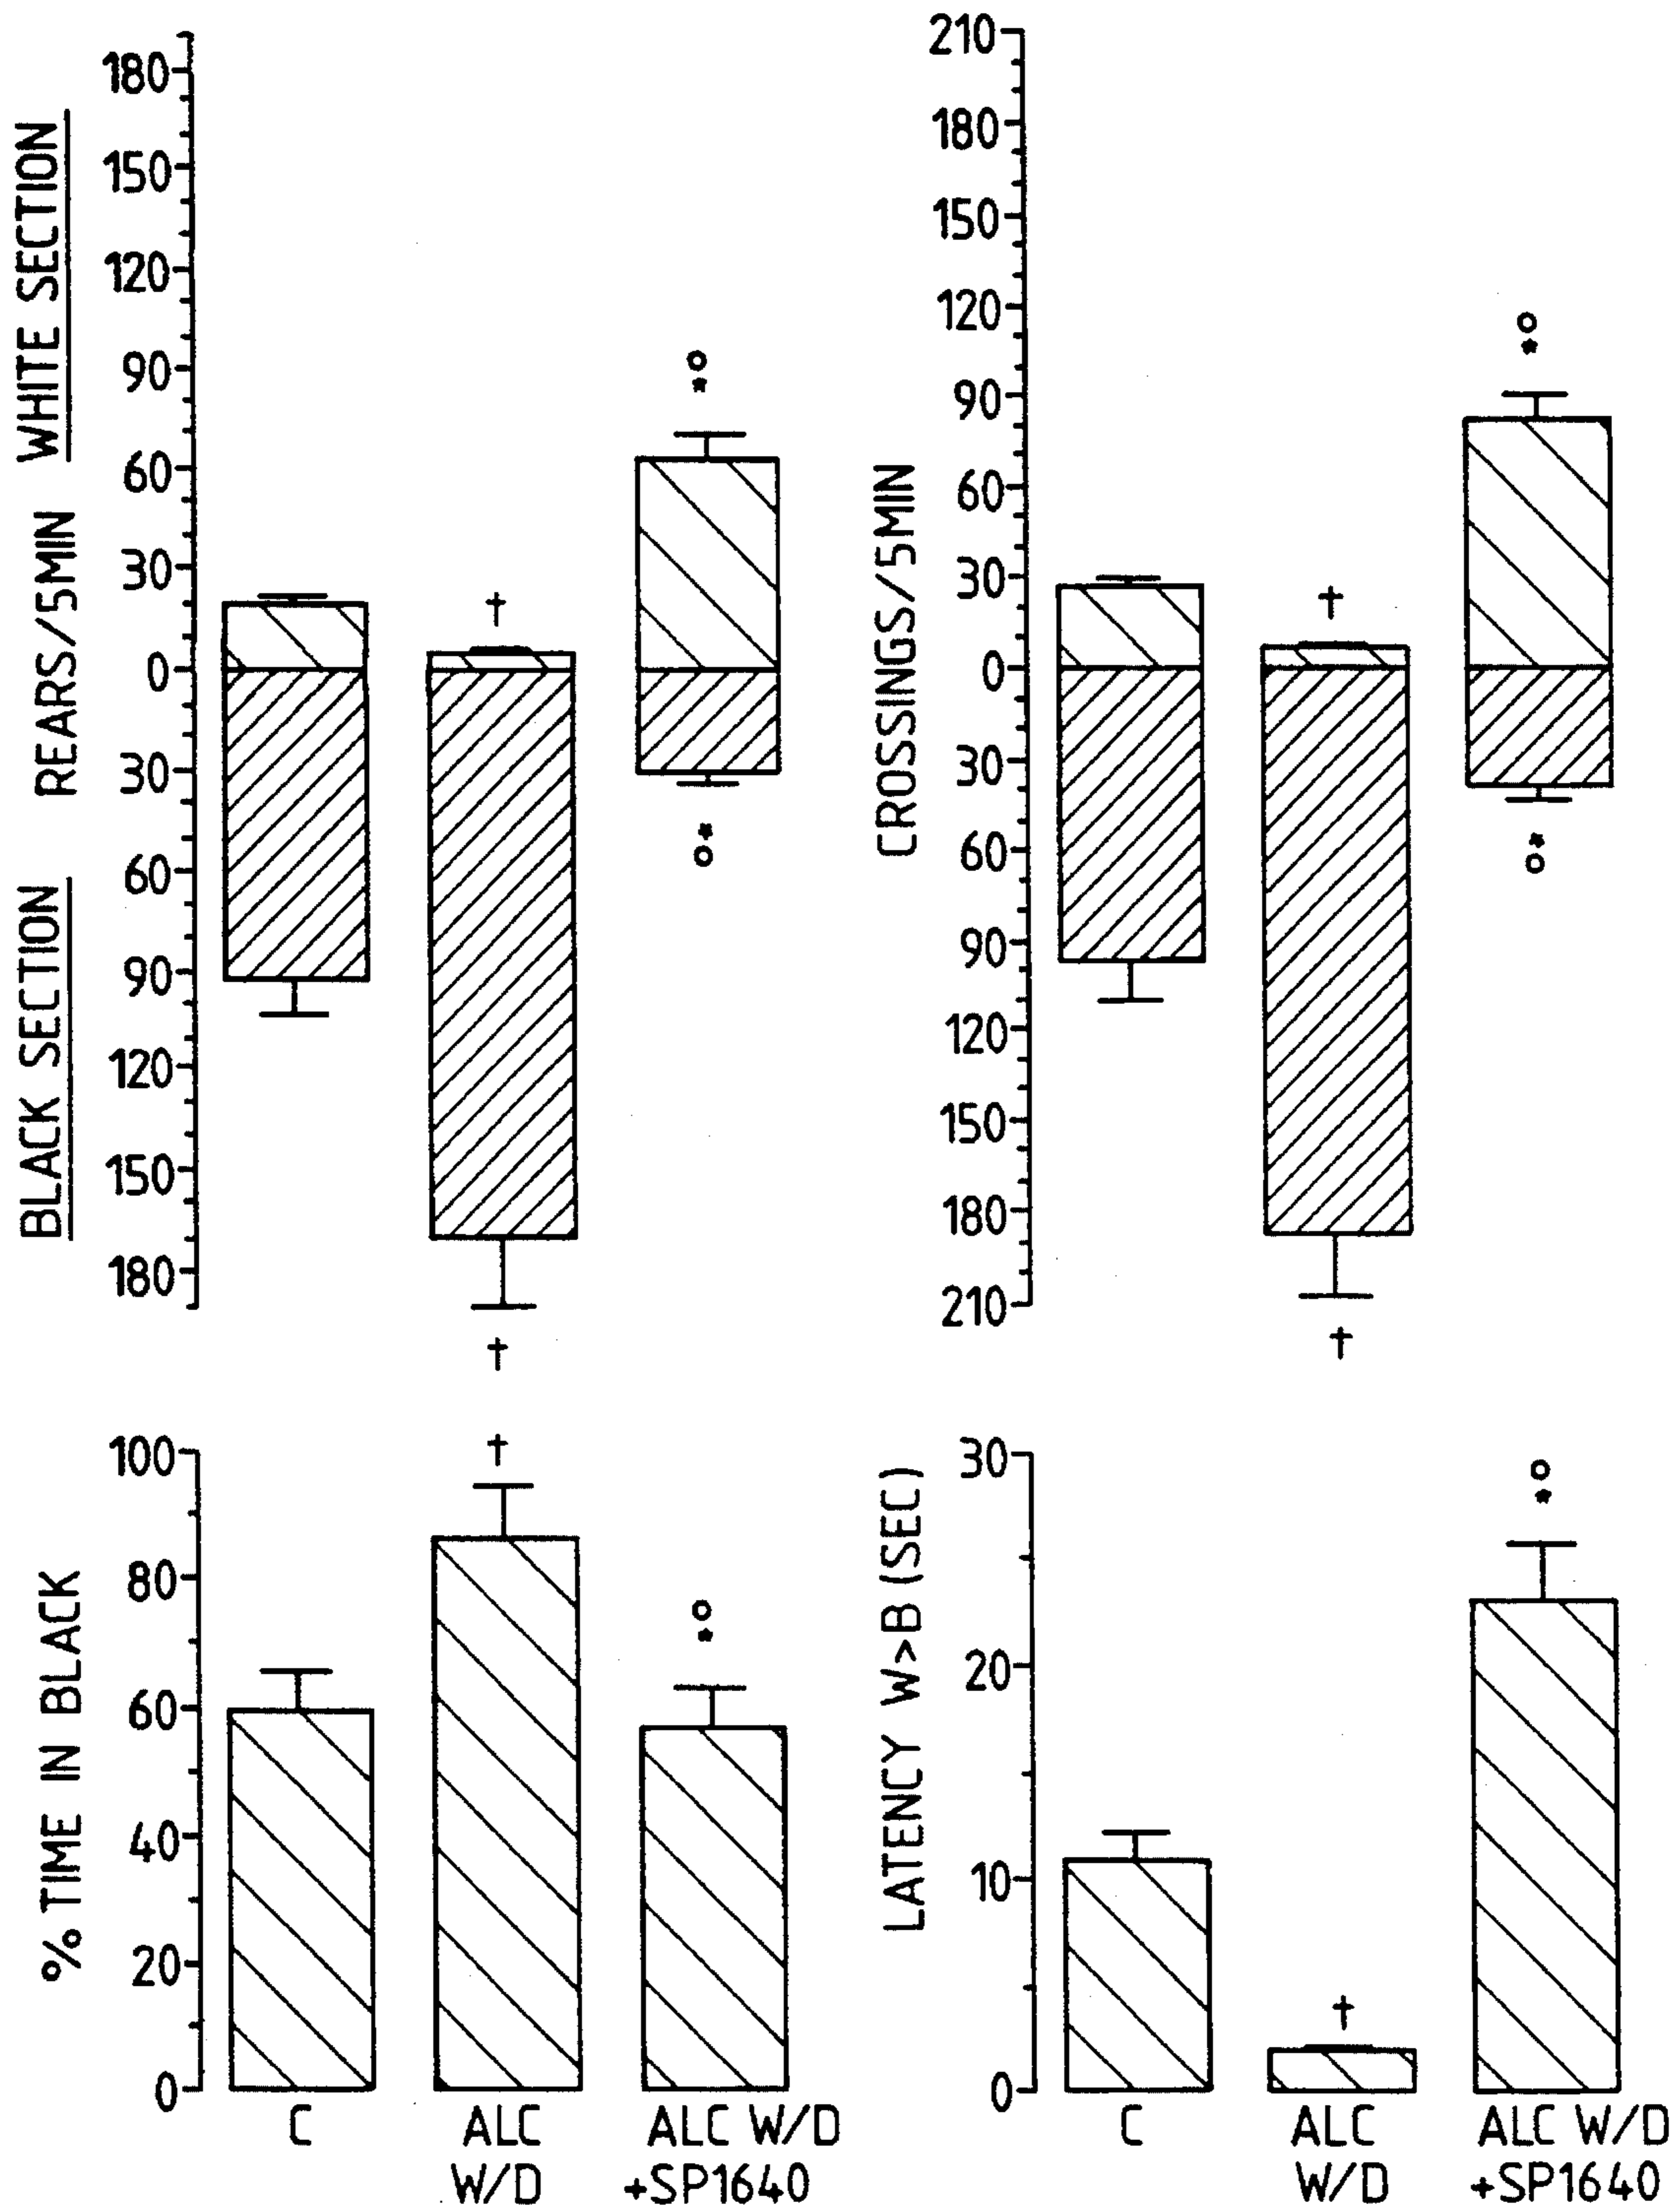 WHITE SECTION
REARS/5MIN
BLACK SECTION
180
150
120
90
60
30
0
30
60
90
120
150
180
†
†
o
*
*
o
CROSSINGS/5MIN
210
180
150
120
90
60
30
0
30
60
90
120
150
180
210
†
†
o
*
*
o
% TIME IN BLACK
100
80
60
40
20
0
†
o
*
C
ALC
W/D
ALC W/D
+SP1640
LATENCY W>B (SEC)
30
20
10
0
†
o
*
C
ALC
W/D
ALC W/D
+SP1640